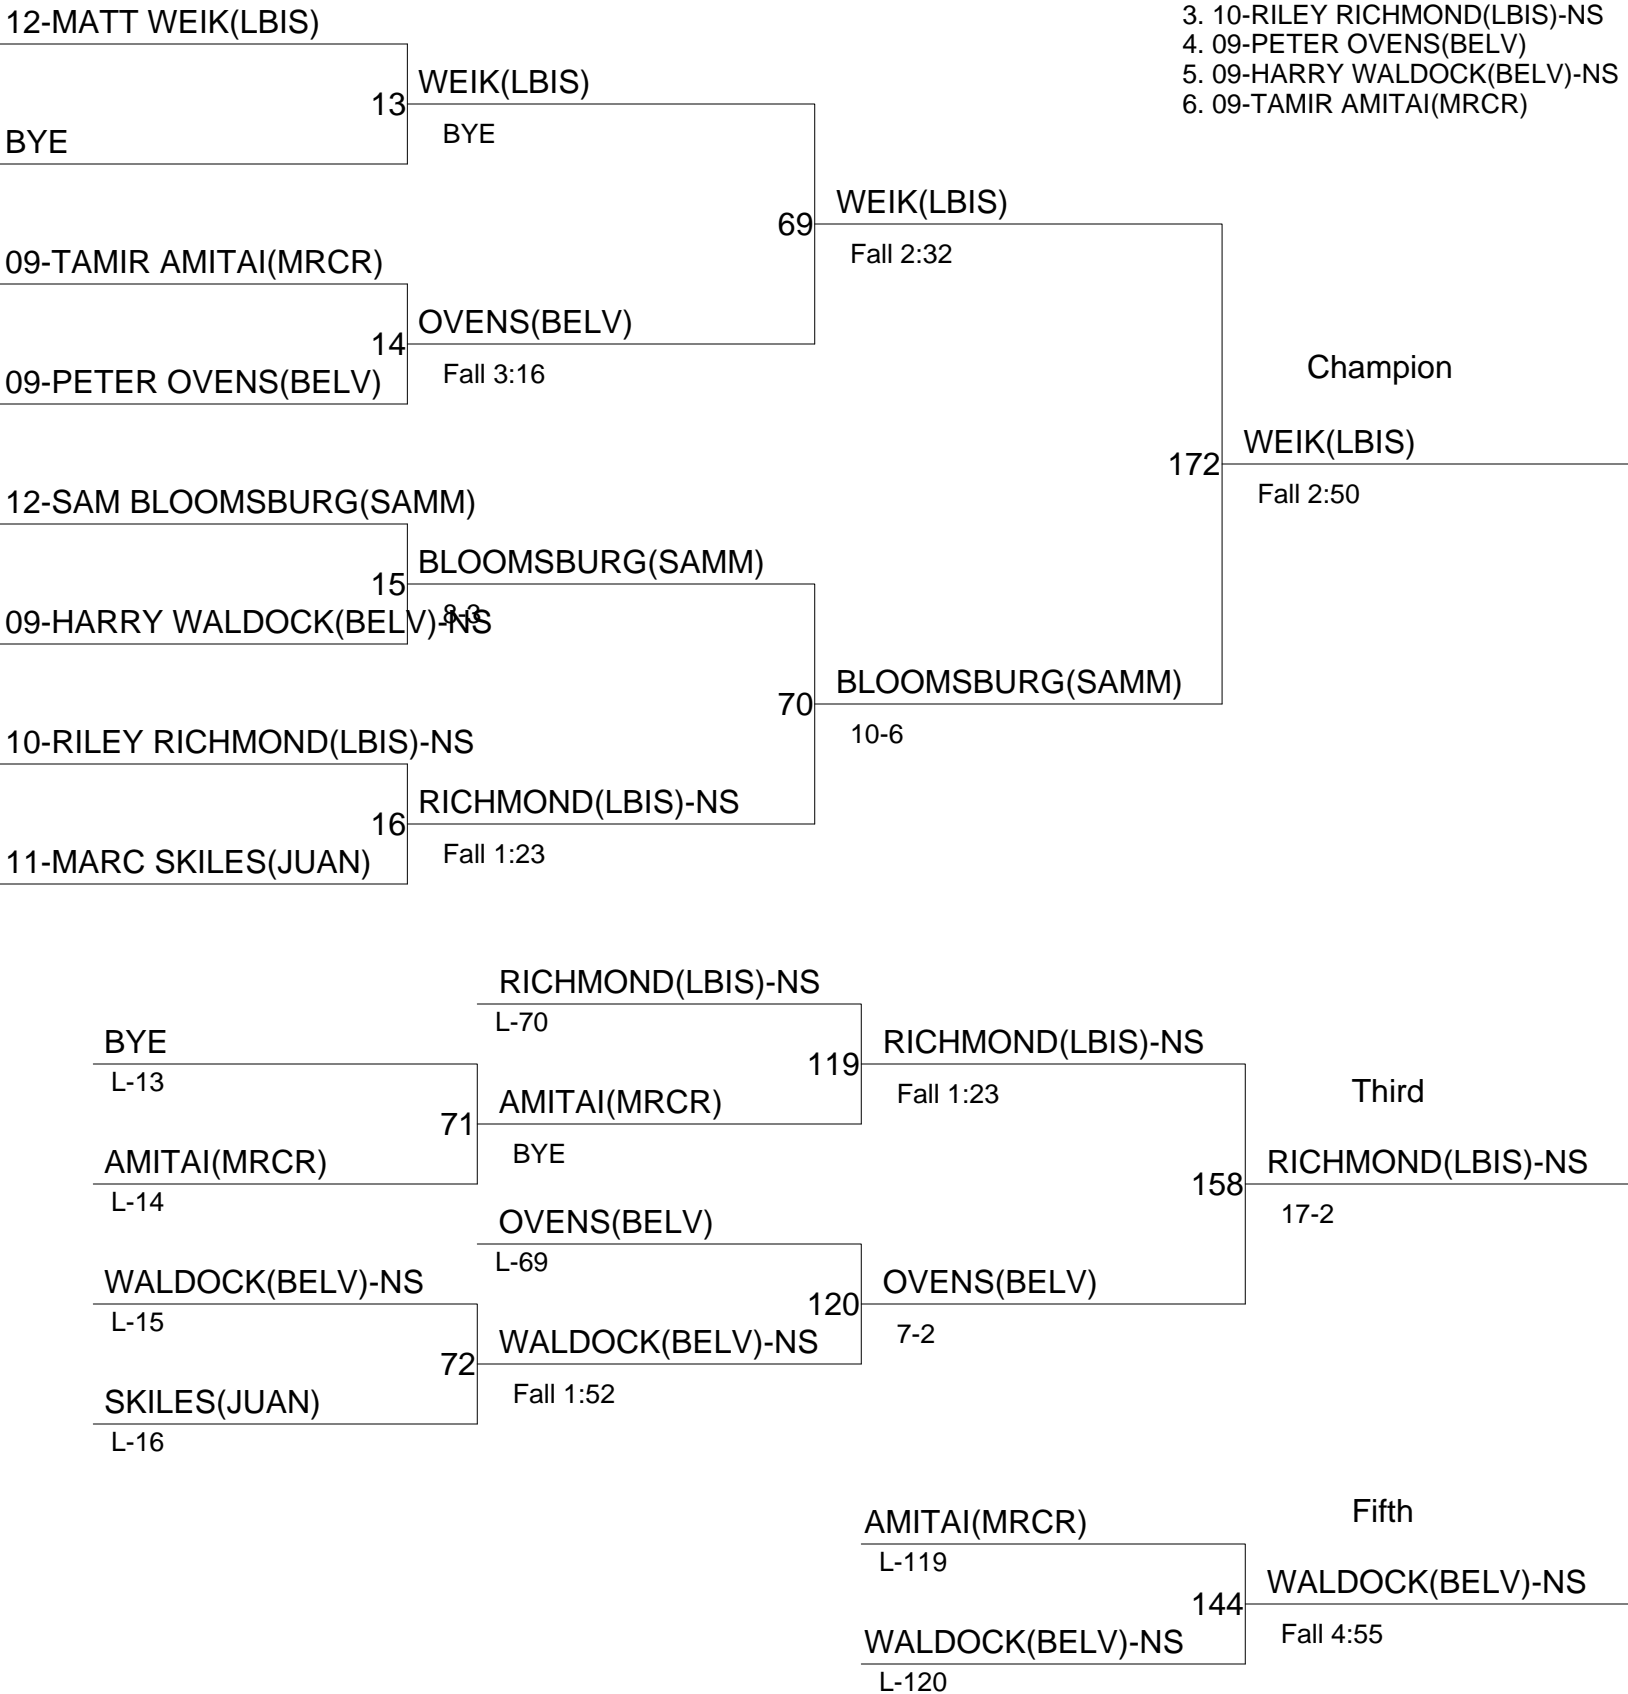 12-MATT WEIK(LBIS)
3. 10-RILEY RICHMOND(LBIS)-NS
4. 09-PETER OVENS(BELV)
5. 09-HARRY WALDOCK(BELV)-NS
6. 09-TAMIR AMITAI(MRCR)
13
WEIK(LBIS)
BYE
BYE
69
WEIK(LBIS)
Fall 2:32
09-TAMIR AMITAI(MRCR)
14
OVENS(BELV)
Fall 3:16
09-PETER OVENS(BELV)
Champion
172
WEIK(LBIS)
Fall 2:50
12-SAM BLOOMSBURG(SAMM)
15
BLOOMSBURG(SAMM)
8-3
09-HARRY WALDOCK(BELV)-NS
70
BLOOMSBURG(SAMM)
10-6
10-RILEY RICHMOND(LBIS)-NS
16
RICHMOND(LBIS)-NS
Fall 1:23
11-MARC SKILES(JUAN)
RICHMOND(LBIS)-NS
L-70
BYE
L-13
119
RICHMOND(LBIS)-NS
Fall 1:23
71
AMITAI(MRCR)
BYE
AMITAI(MRCR)
L-14
Third
158
RICHMOND(LBIS)-NS
17-2
OVENS(BELV)
L-69
WALDOCK(BELV)-NS
L-15
120
OVENS(BELV)
7-2
72
WALDOCK(BELV)-NS
Fall 1:52
SKILES(JUAN)
L-16
Fifth
AMITAI(MRCR)
L-119
144
WALDOCK(BELV)-NS
Fall 4:55
WALDOCK(BELV)-NS
L-120